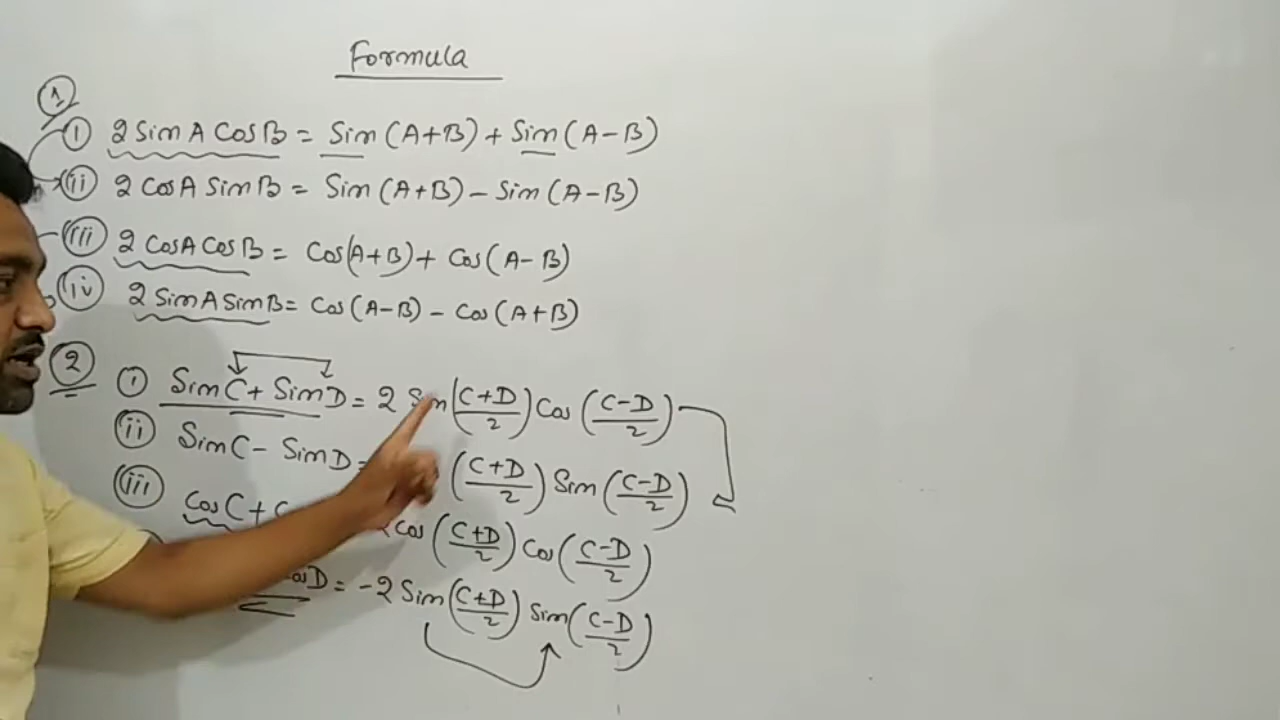 Formula
1
(i) 2 Sin A Cos B = Sin (A+B) + Sin (A-B)
(ii) 2 Cos A Sin B = Sin (A+B) - Sin (A-B)
(iii) 2 Cos A Cos B = Cos (A+B) + Cos (A-B)
(iv) 2 Sin A Sin B = Cos (A-B) - Cos (A+B)
2
(i) Sin C + Sin D = 2 Sin (C+D/2) Cos (C-D/2)
(ii) Sin C - Sin D = (C+D/2) Sin (C-D/2)
(iii) Cos C + 2 Cos (C+D/2) Cos (C-D/2)
Cos D = -2 Sin (C+D/2) Sin (C-D/2)